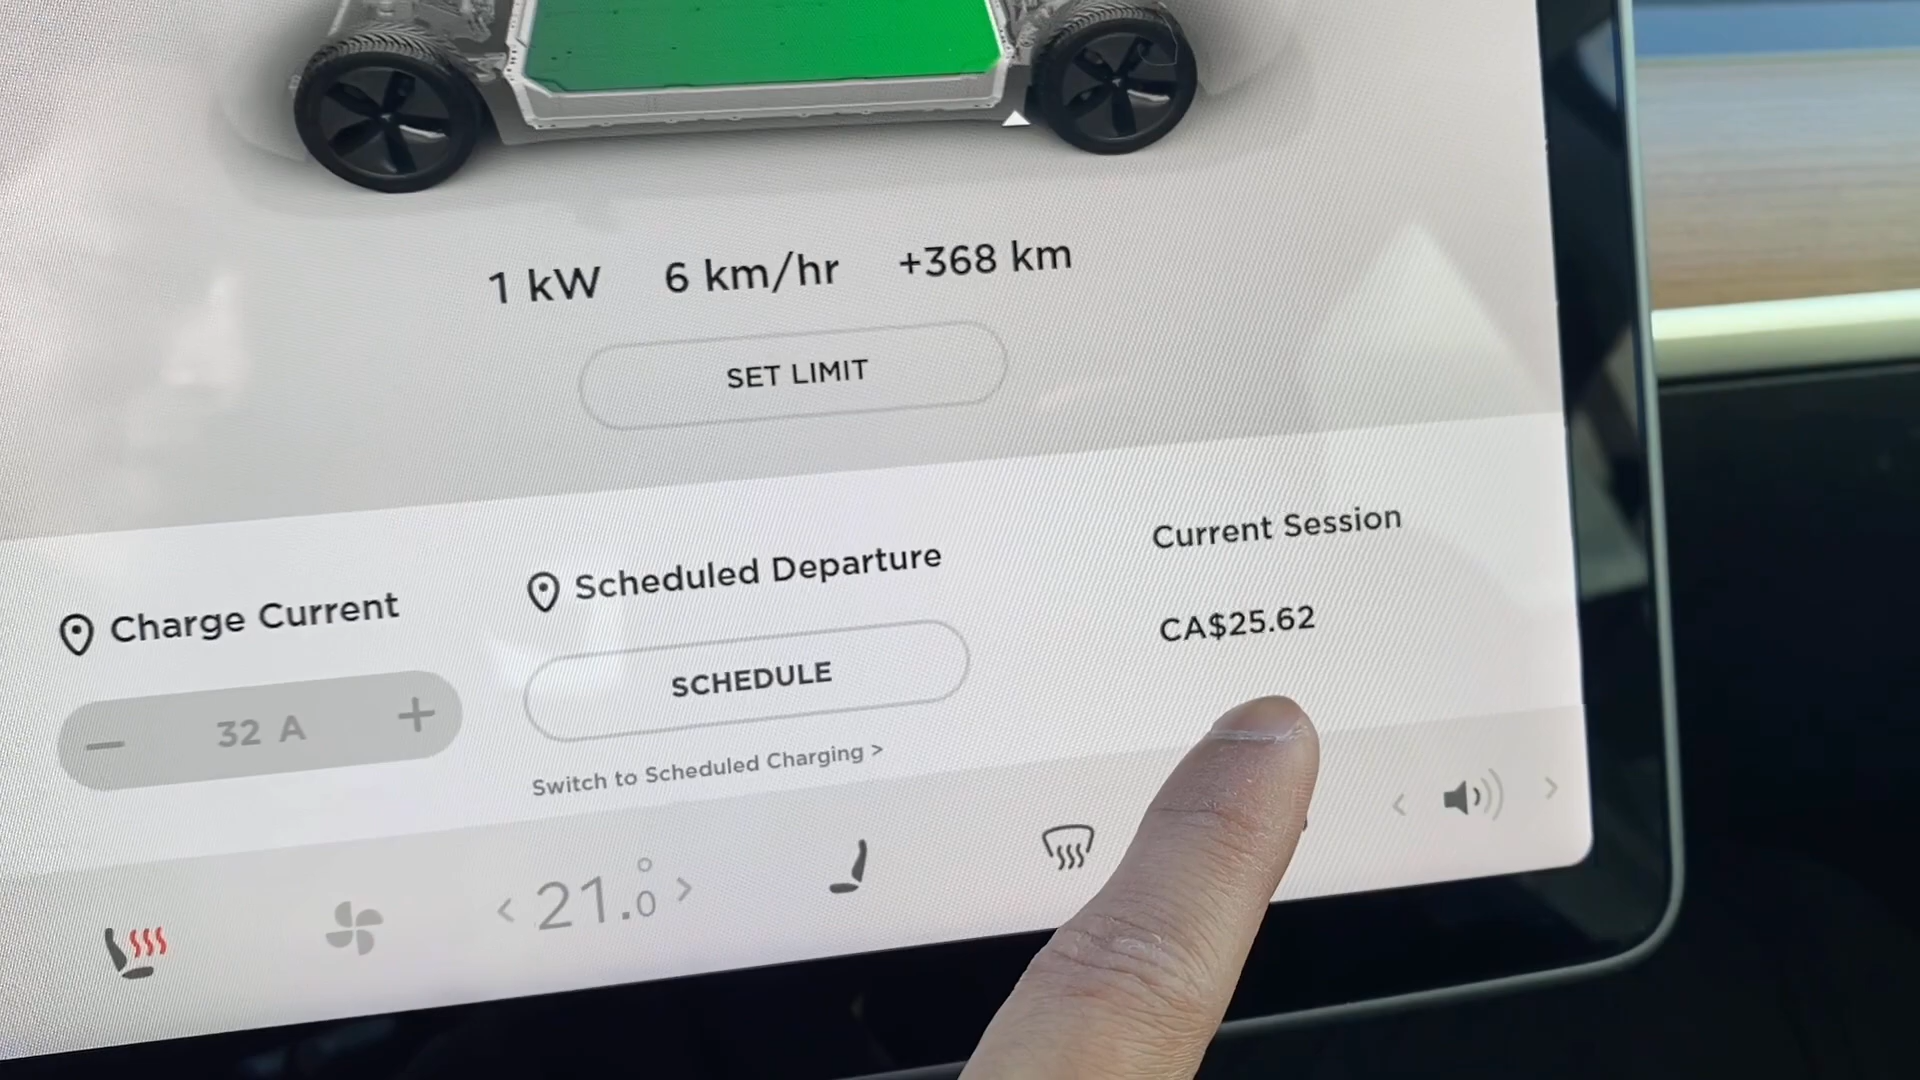 1 kW 6 km/hr +368 km
SET LIMIT
Charge Current
Scheduled Departure
Current Session
32 A
SCHEDULE
CA$25.62
Switch to Scheduled Charging >
< 21.0° >